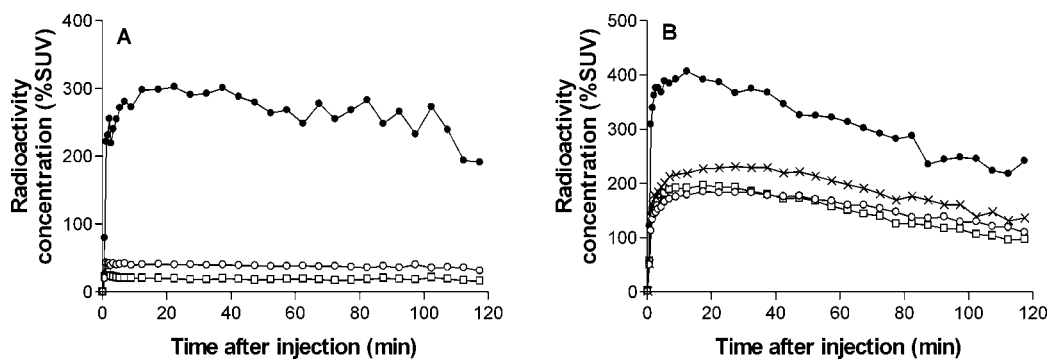 A
Radioactivity
concentration (%SUV)
400
300
200
100
0
0 20 40 60 80 100 120
Time after injection (min)
B
Radioactivity
concentration (%SUV)
500
400
300
200
100
0
0 20 40 60 80 100 120
Time after injection (min)